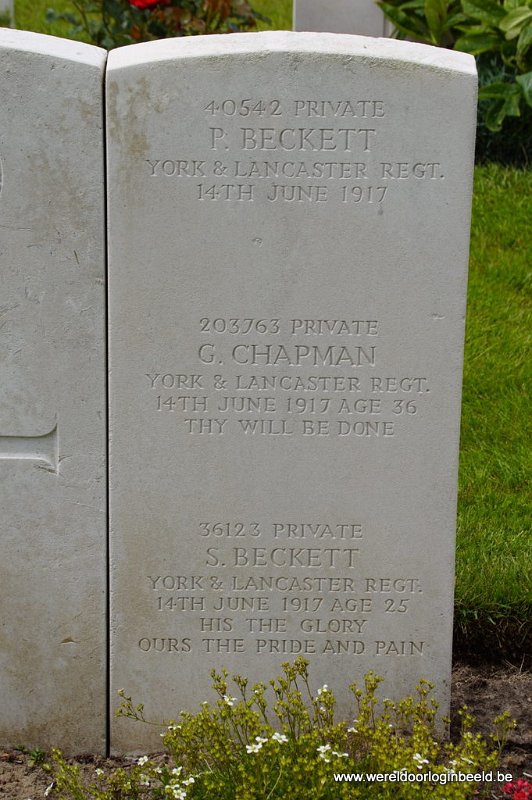 40542 PRIVATE
P. BECKETT
YORK & LANCASTER REGT.
14TH JUNE 1917
203763 PRIVATE
G. CHAPMAN
YORK & LANCASTER REGT.
14TH JUNE 1917 AGE 36
THY WILL BE DONE
36123 PRIVATE
S. BECKETT
YORK & LANCASTER REGT.
14TH JUNE 1917 AGE 25
HIS THE GLORY
OURS THE PRIDE AND PAIN
www.wereldoorloginbeeld.be